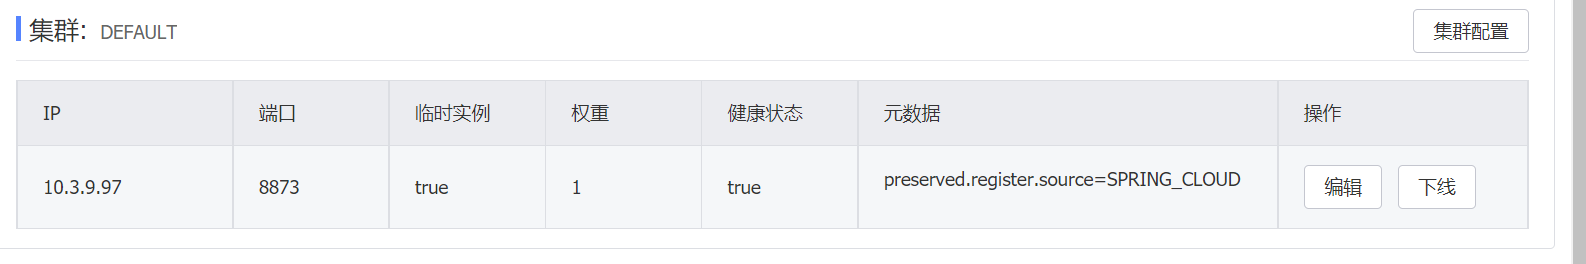 集群: DEFAULT
集群配置
IP 端口 临时实例 权重 健康状态 元数据 操作
10.3.9.97 8873 true 1 true preserved.register.source=SPRING_CLOUD 编辑 下线